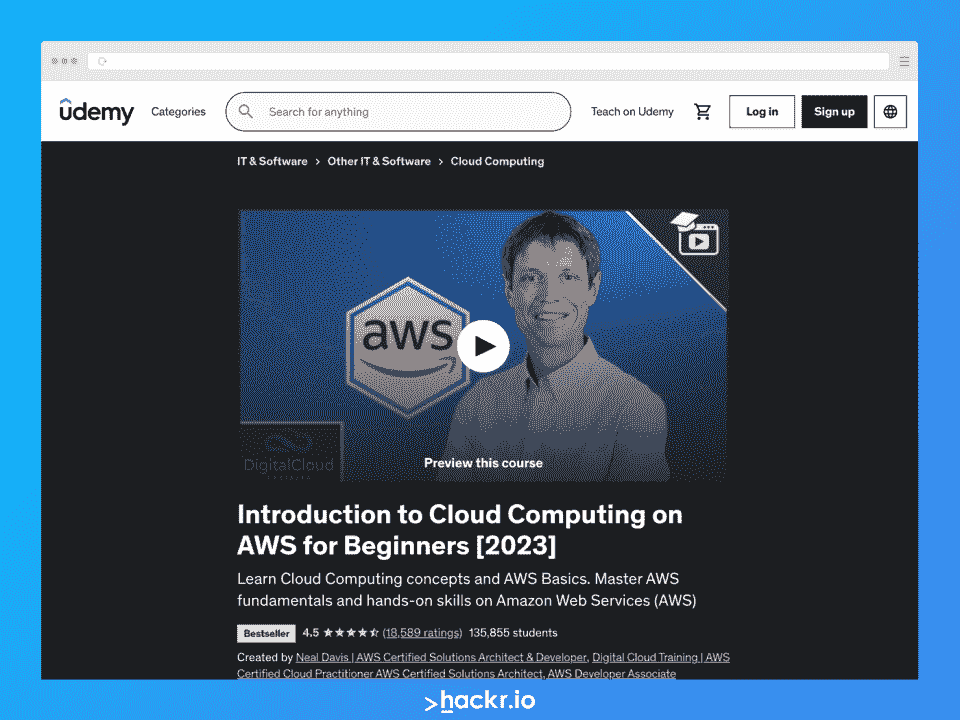 udemy
Categories
Search for anything
Teach on Udemy
Log in
Sign up
IT & Software > Other IT & Software > Cloud Computing
aws
DigitalCloud
Preview this course
Introduction to Cloud Computing on
AWS for Beginners [2023]
Learn Cloud Computing concepts and AWS Basics. Master AWS
fundamentals and hands-on skills on Amazon Web Services (AWS)
Bestseller 4.5 (18,589 ratings) 135,855 students
Created by Neal Davis | AWS Certified Solutions Architect & Developer, Digital Cloud Training | AWS
Certified Cloud Practitioner AWS Certified Solutions Architect, AWS Developer Associate
>hackr.io